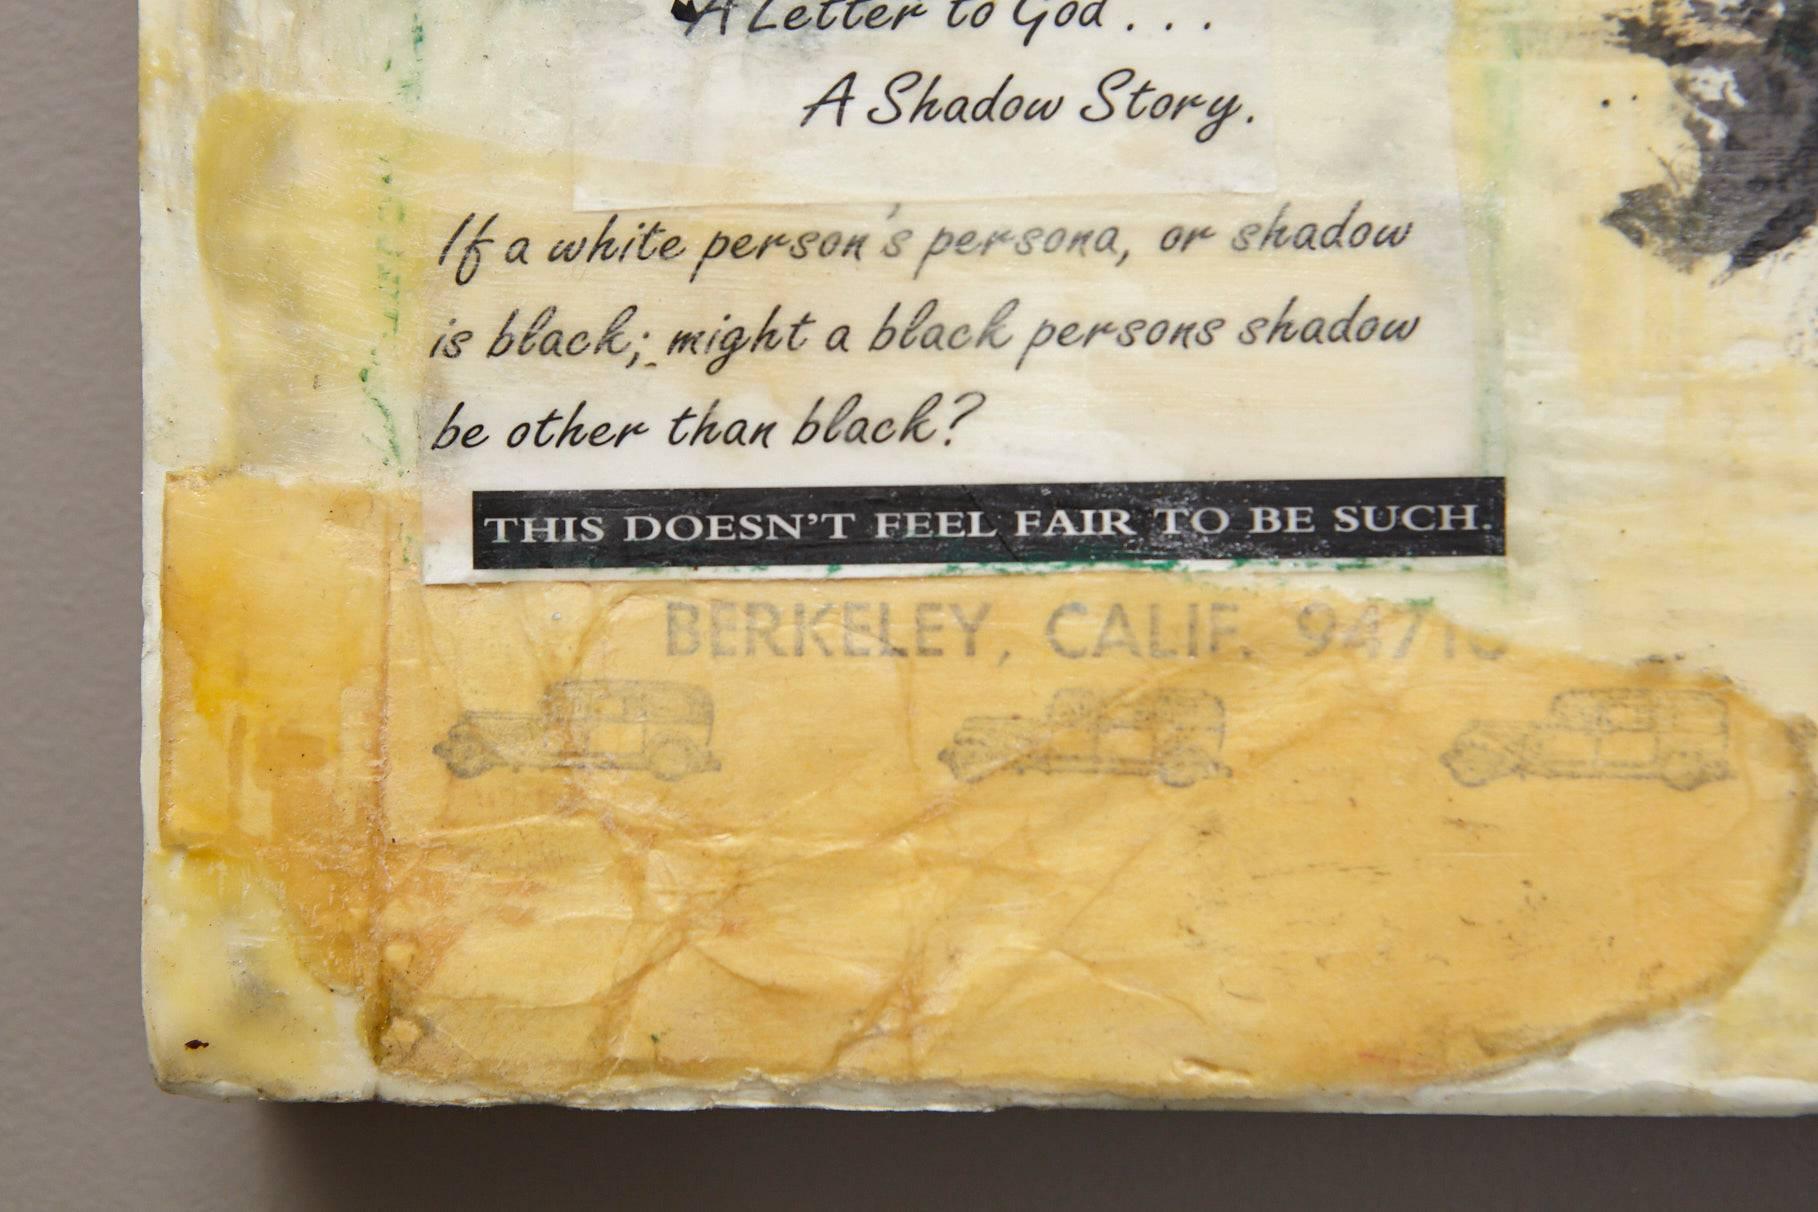 A Letter to God . . .
A Shadow Story.
If a white person's persona, or shadow
is black; might a black persons shadow
be other than black?
THIS DOESN'T FEEL FAIR TO BE SUCH.
BERKELEY, CALIF. 94710